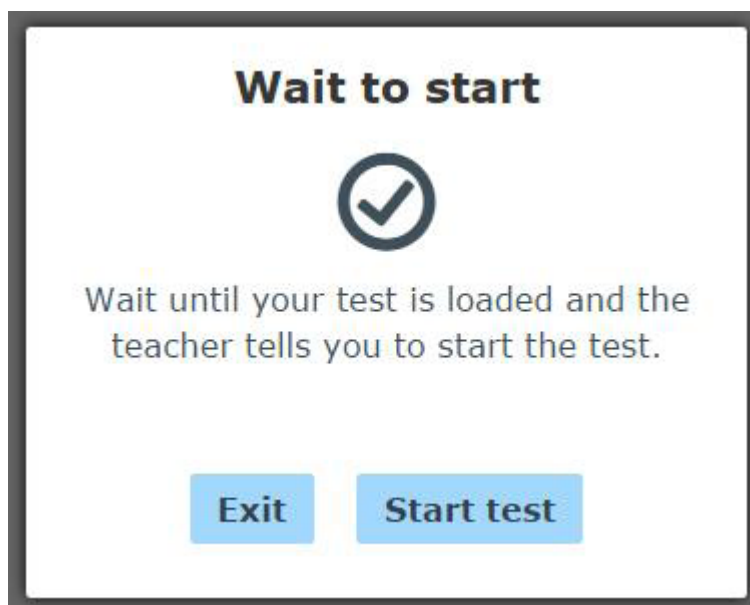 Wait to start
Wait until your test is loaded and the
teacher tells you to start the test.
Exit
Start test